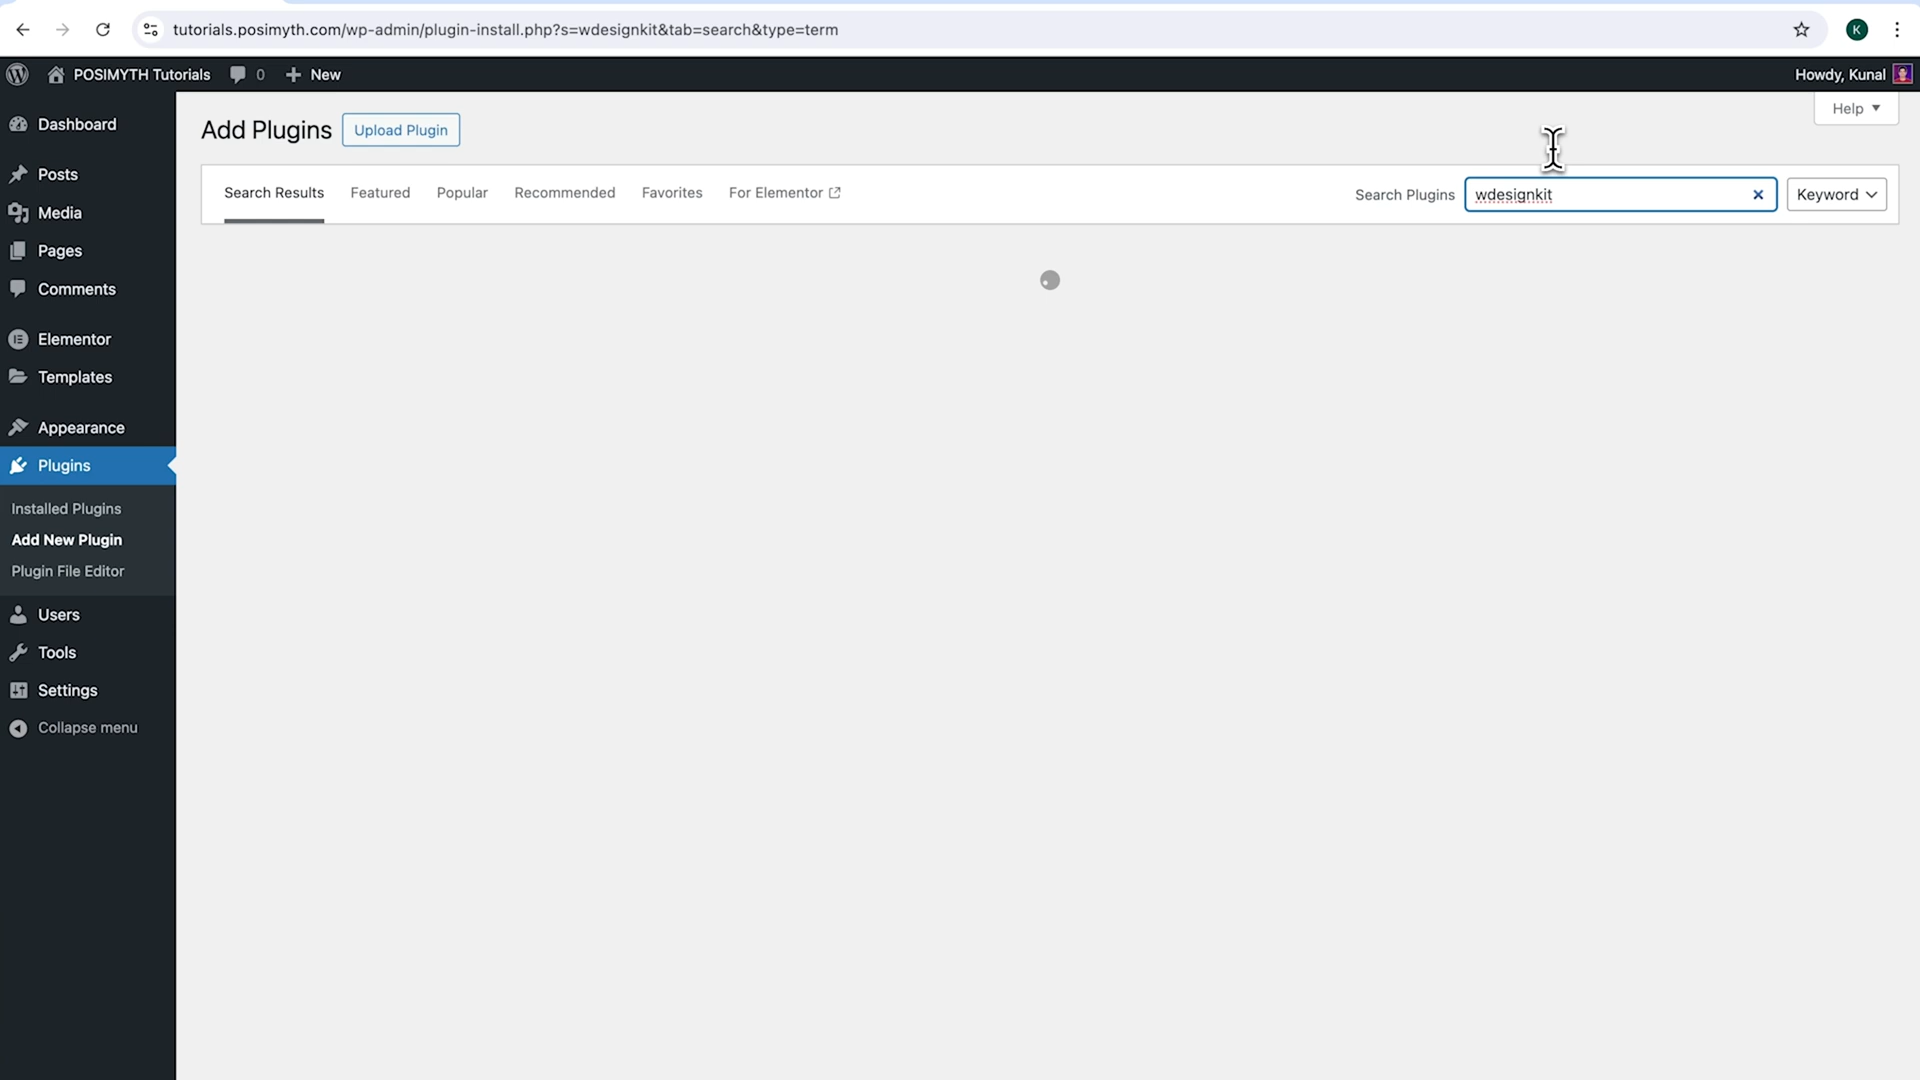 tutorials.posimyth.com/wp-admin/plugin-install.php?s=wdesignkit&tab=search&type=term
K
POSIMYTH Tutorials
0
New
Howdy, Kunal
Help
Dashboard
Add Plugins
Upload Plugin
Posts
Search Results
Featured
Popular
Recommended
Favorites
For Elementor
Search Plugins
wdesignkit
Keyword
Media
Pages
Comments
Elementor
Templates
Appearance
Plugins
Installed Plugins
Add New Plugin
Plugin File Editor
Users
Tools
Settings
Collapse menu